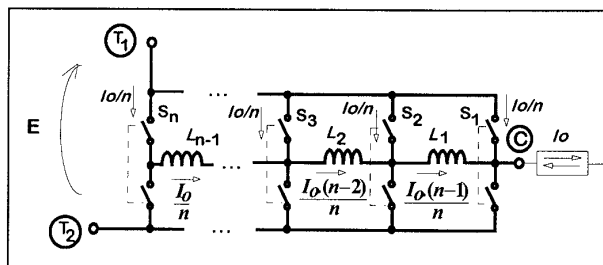 T1
E
Io/n
Sn
Ln-1
Io/n
...
Io/n
S3
L2
Io/n
S2
L1
S1
Io/n
C
Io
...
Io
n
Io.(n-2)
n
Io.(n-1)
n
...
T2